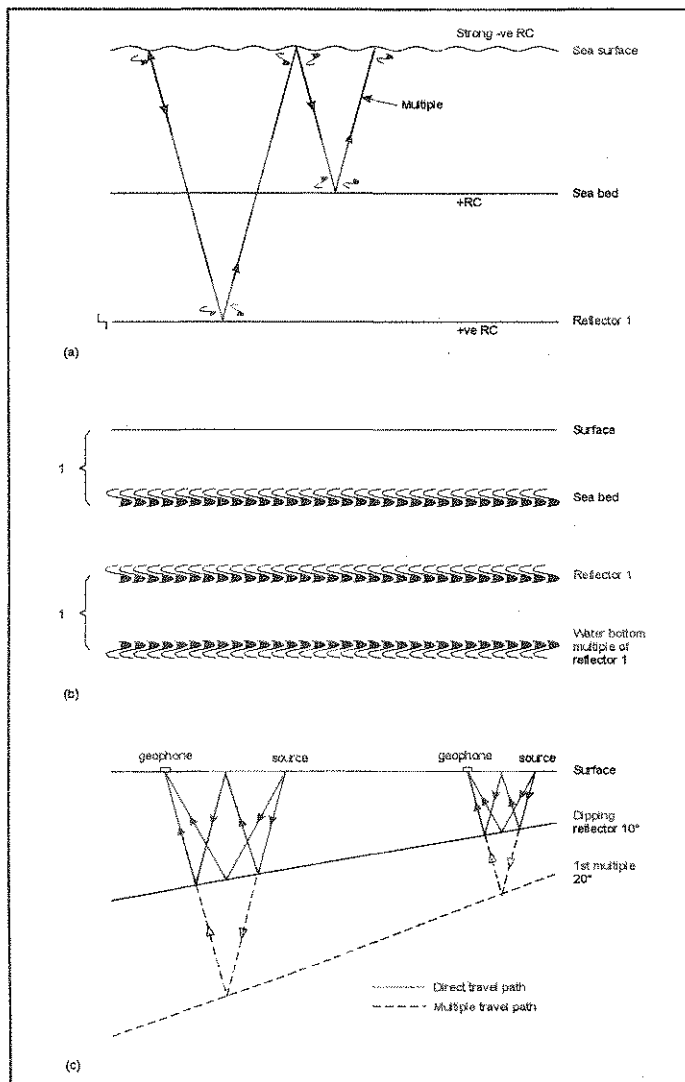 Strong -ve RC
Sea surface
Multiple
Sea bed
+RC
Reflector 1
+ve RC
(a)
Surface
1
Sea bed
Reflector 1
1
Water bottom
multiple of
reflector 1
(b)
geophone source geophone source
Surface
Dipping
reflector 10°
1st multiple
20°
Direct travel path
Multiple travel path
(c)